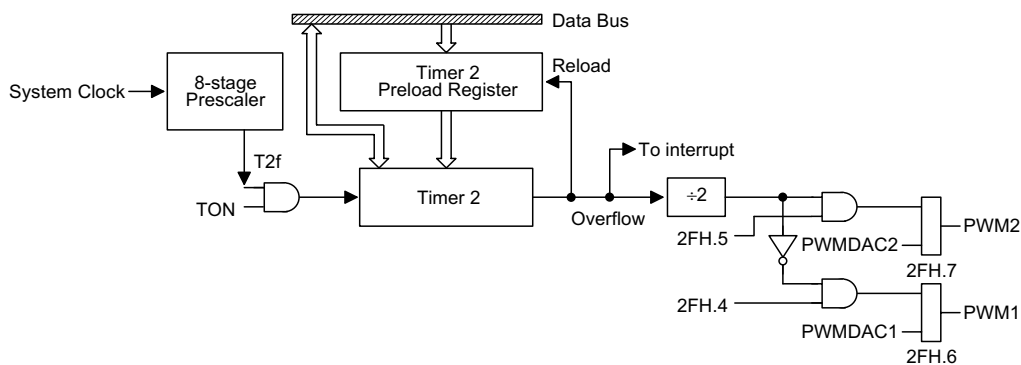 Data Bus
8-stage
Prescaler
Timer 2
Preload Register
Reload
System Clock
T2f
To interrupt
TON
Timer 2
Overflow
÷2
2FH.5
PWMDAC2
PWM2
2FH.7
2FH.4
PWMDAC1
PWM1
2FH.6